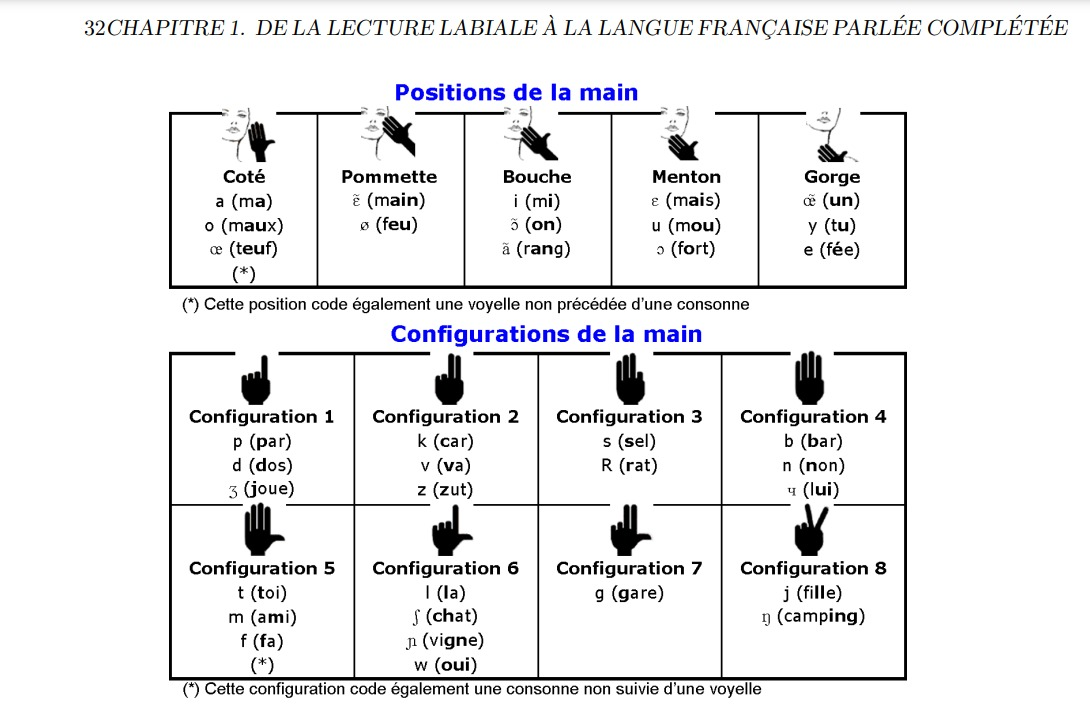 32CHAPITRE 1. DE LA LECTURE LABIALE À LA LANGUE FRANÇAISE PARLÉE COMPLÉTÉE
Positions de la main
Coté Pommette Bouche Menton Gorge
a (ma) ɛ̃ (main) i (mi) ɛ (mais) œ̃ (un)
o (maux) ø (feu) ɔ̃ (on) u (mou) y (tu)
œ (teuf) ã (rang) ɔ (fort) e (fée)
(*)
(*) Cette position code également une voyelle non précédée d'une consonne
Configurations de la main
Configuration 1 Configuration 2 Configuration 3 Configuration 4
p (par) k (car) s (sel) b (bar)
d (dos) v (va) R (rat) n (non)
ʒ (joue) z (zut) ɥ (lui)
Configuration 5 Configuration 6 Configuration 7 Configuration 8
t (toi) l (la) g (gare) j (fille)
m (ami) ʃ (chat) ŋ (camping)
f (fa) ɲ (vigne)
(*) w (oui)
(*) Cette configuration code également une consonne non suivie d'une voyelle